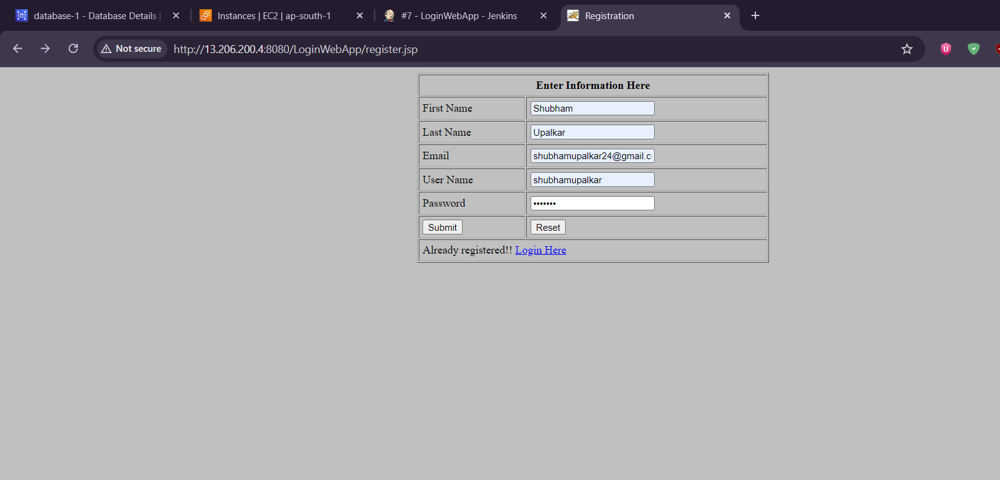 database-1 - Database Details |
Instances | EC2 | ap-south-1
#7 - LoginWebApp - Jenkins
Registration
Not secure http://13.206.200.4:8080/LoginWebApp/register.jsp
Enter Information Here
First Name Shubham
Last Name Upalkar
Email shubhamupalkar24@gmail.c
User Name shubhamupalkar
Password •••••••
Submit Reset
Already registered!! Login Here